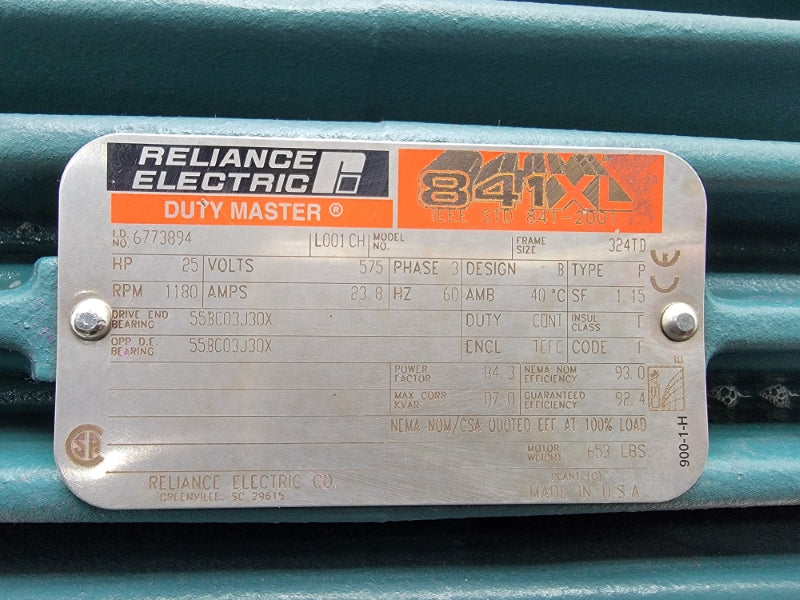 RELIANCE
ELECTRIC
DUTY MASTER ®
841XL
IEEE STD 841-2001
I.D. NO. 6773894 L001CH MODEL NO. FRAME SIZE 324TD
HP 25 VOLTS 575 PHASE 3 DESIGN B TYPE P
RPM 1180 AMPS 23.8 HZ 60 AMB 40 °C SF 1.15
DRIVE END BEARING 55BC03J30X DUTY CONT INSUL CLASS F
OPP. D.E. BEARING 55BC03J30X ENCL TEFC CODE F
POWER FACTOR 84.3 NEMA NOM EFFICIENCY 93.0
MAX CORR KVAR 07.0 GUARANTEED EFFICIENCY 92.4
NEMA NOM/CSA QUOTED EFF AT 100% LOAD
MOTOR WEIGHT 653 LBS.
RELIANCE ELECTRIC CO.
GREENVILLE, SC 29615
PLANT (G)
MADE IN U.S.A.
CE
SA
E
900-1-H